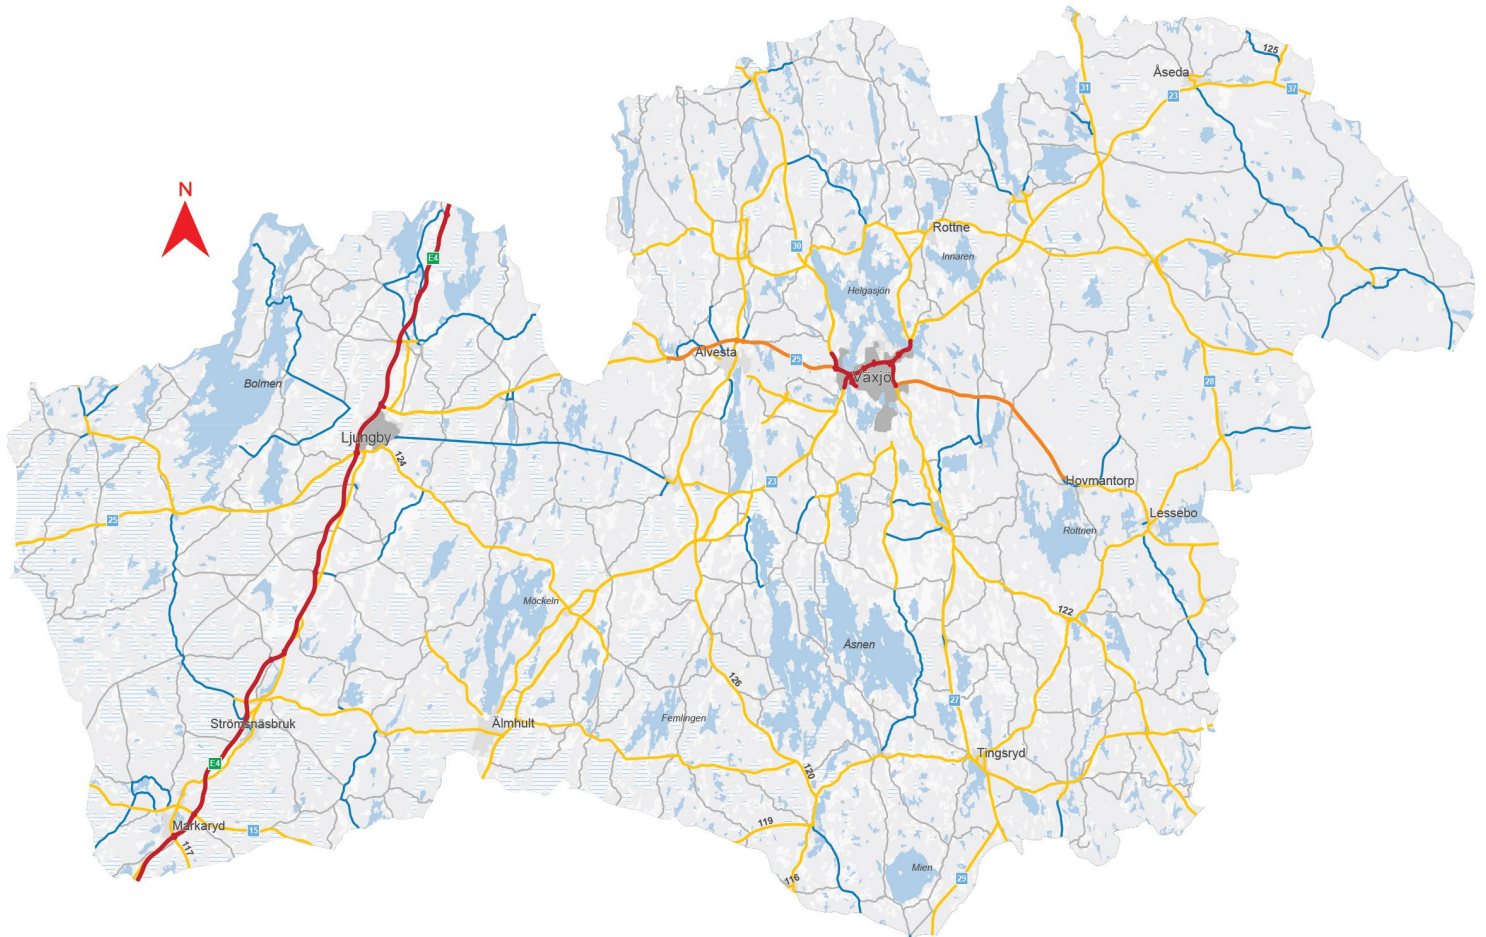 125
Åseda
31
37
23
N
Rottne
30
Innaren
E4
Helgasjön
Alvesta
25
Växjö
28
Bolmen
Ljungby
124
23
Hovmantorp
Lessebo
25
Rottnen
Möckeln
122
Åsnen
126
27
Femlingen
Strömsnäsbruk
Älmhult
Tingsryd
E4
120
119
Markaryd
15
117
Mien
116
29